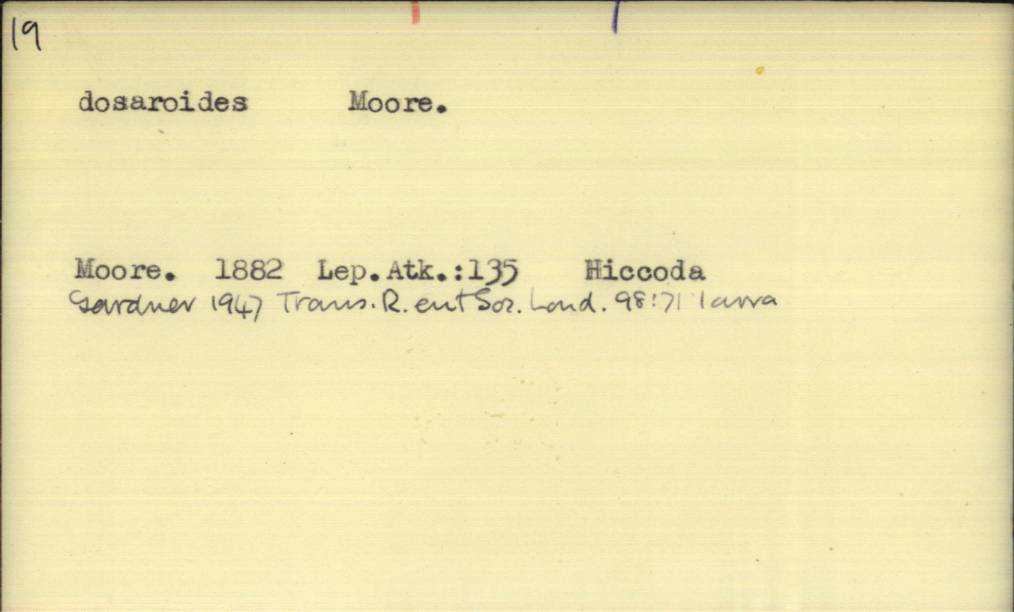 19
dosaroides Moore.
Moore. 1882 Lep.Atk.:135 Hiccoda
Gardner 1947 Trans. R. ent Soc. Lond. 98:71 larva